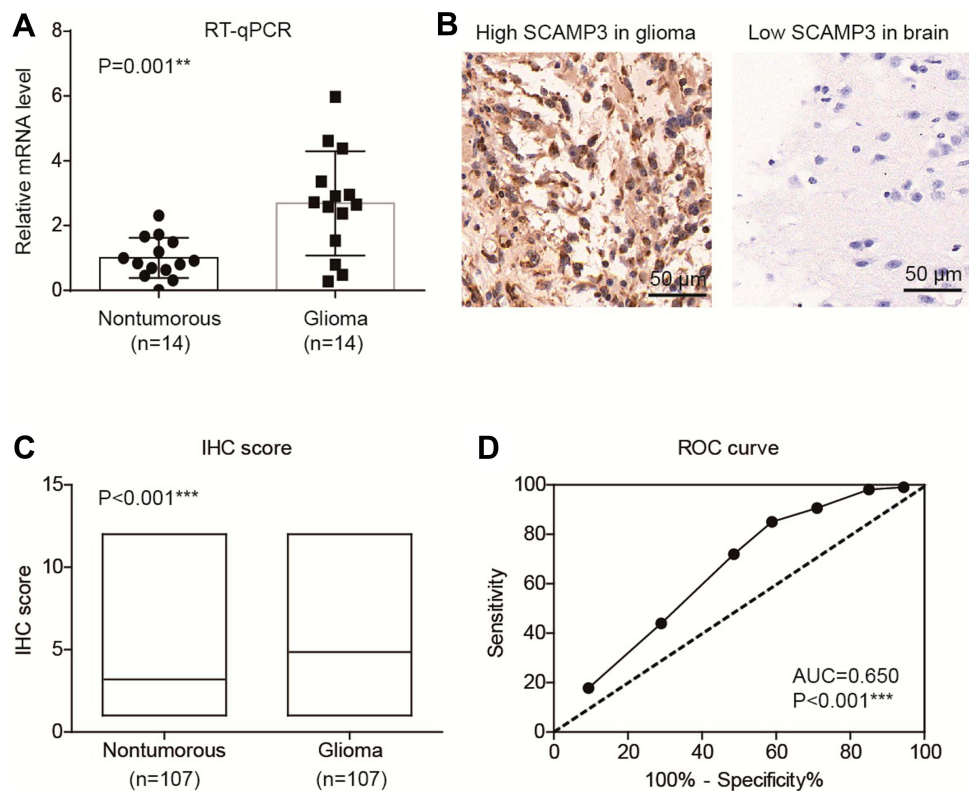 A
RT-qPCR
P=0.001**
Relative mRNA level
8
6
4
2
0
Nontumorous
(n=14)
Glioma
(n=14)
B
High SCAMP3 in glioma
Low SCAMP3 in brain
50 µm
50 µm
C
IHC score
P<0.001***
IHC score
15
10
5
0
Nontumorous
(n=107)
Glioma
(n=107)
D
ROC curve
Sensitivity
100
80
60
40
20
0
AUC=0.650
P<0.001***
0 20 40 60 80 100
100% - Specificity%